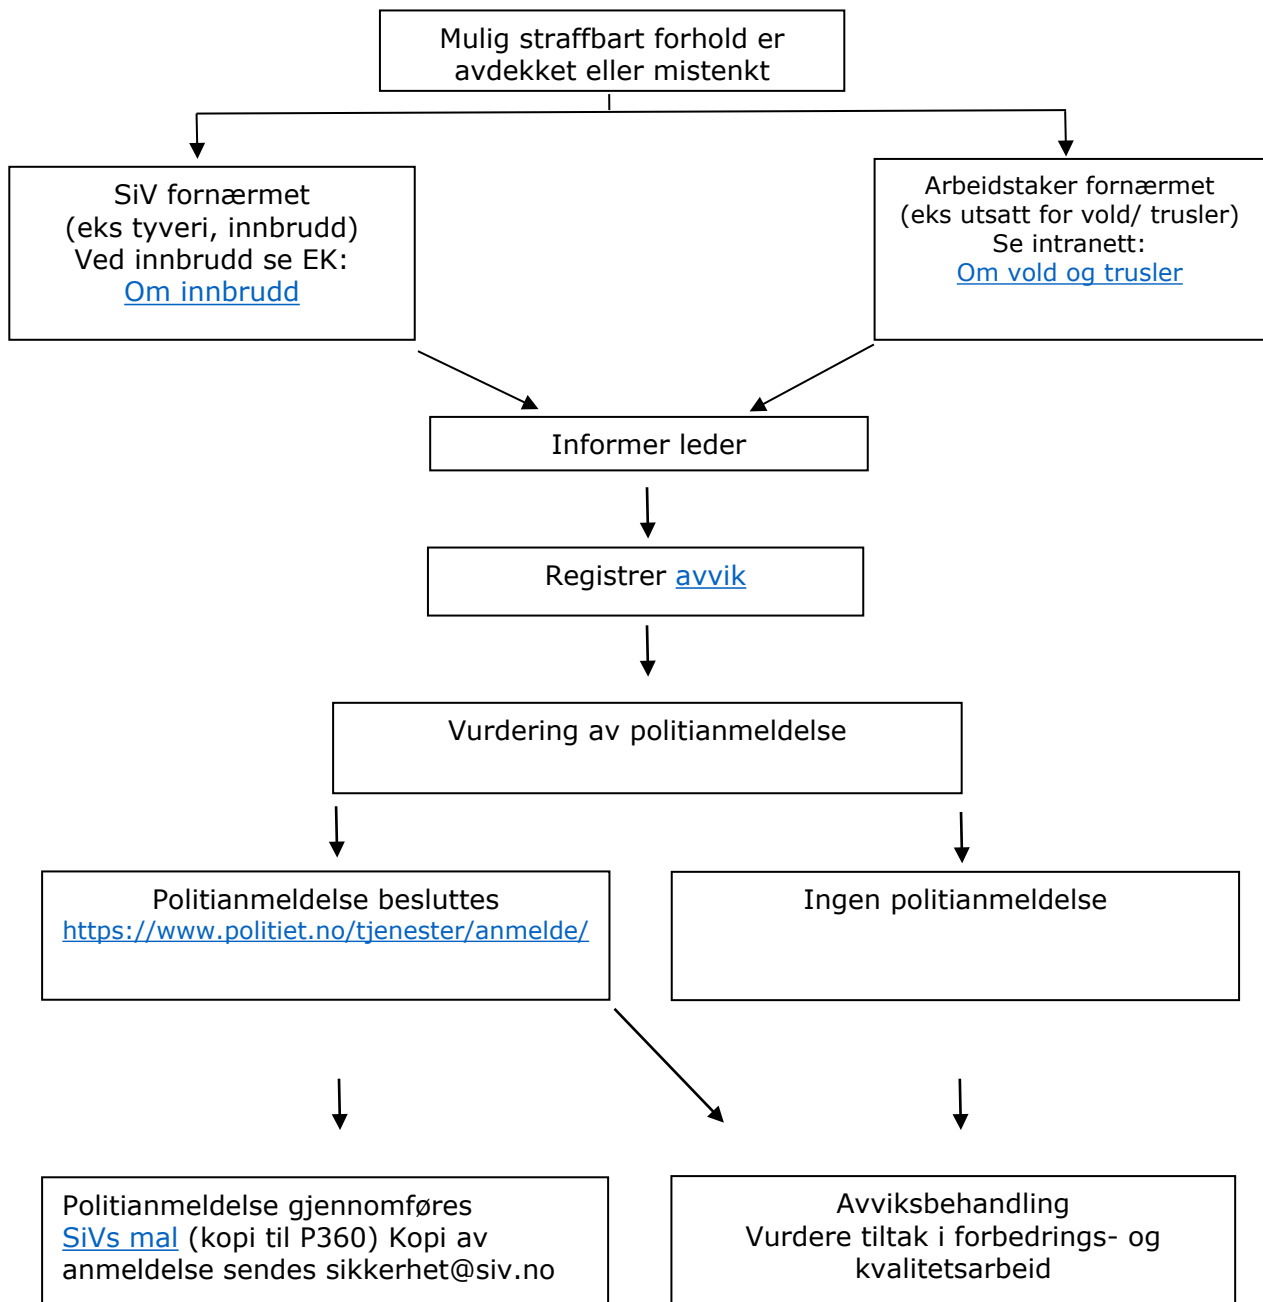 Mulig straffbart forhold er
avdekket eller mistenkt
SiV fornærmet
(eks tyveri, innbrudd)
Ved innbrudd se EK:
Om innbrudd
Arbeidstaker fornærmet
(eks utsatt for vold/ trusler)
Se intranett:
Om vold og trusler
Informer leder
Registrer avvik
Vurdering av politianmeldelse
Politianmeldelse besluttes
https://www.politiet.no/tjenester/anmelde/
Ingen politianmeldelse
Politianmeldelse gjennomføres
SiVs mal (kopi til P360) Kopi av
anmeldelse sendes sikkerhet@siv.no
Avviksbehandling
Vurdere tiltak i forbedrings- og
kvalitetsarbeid